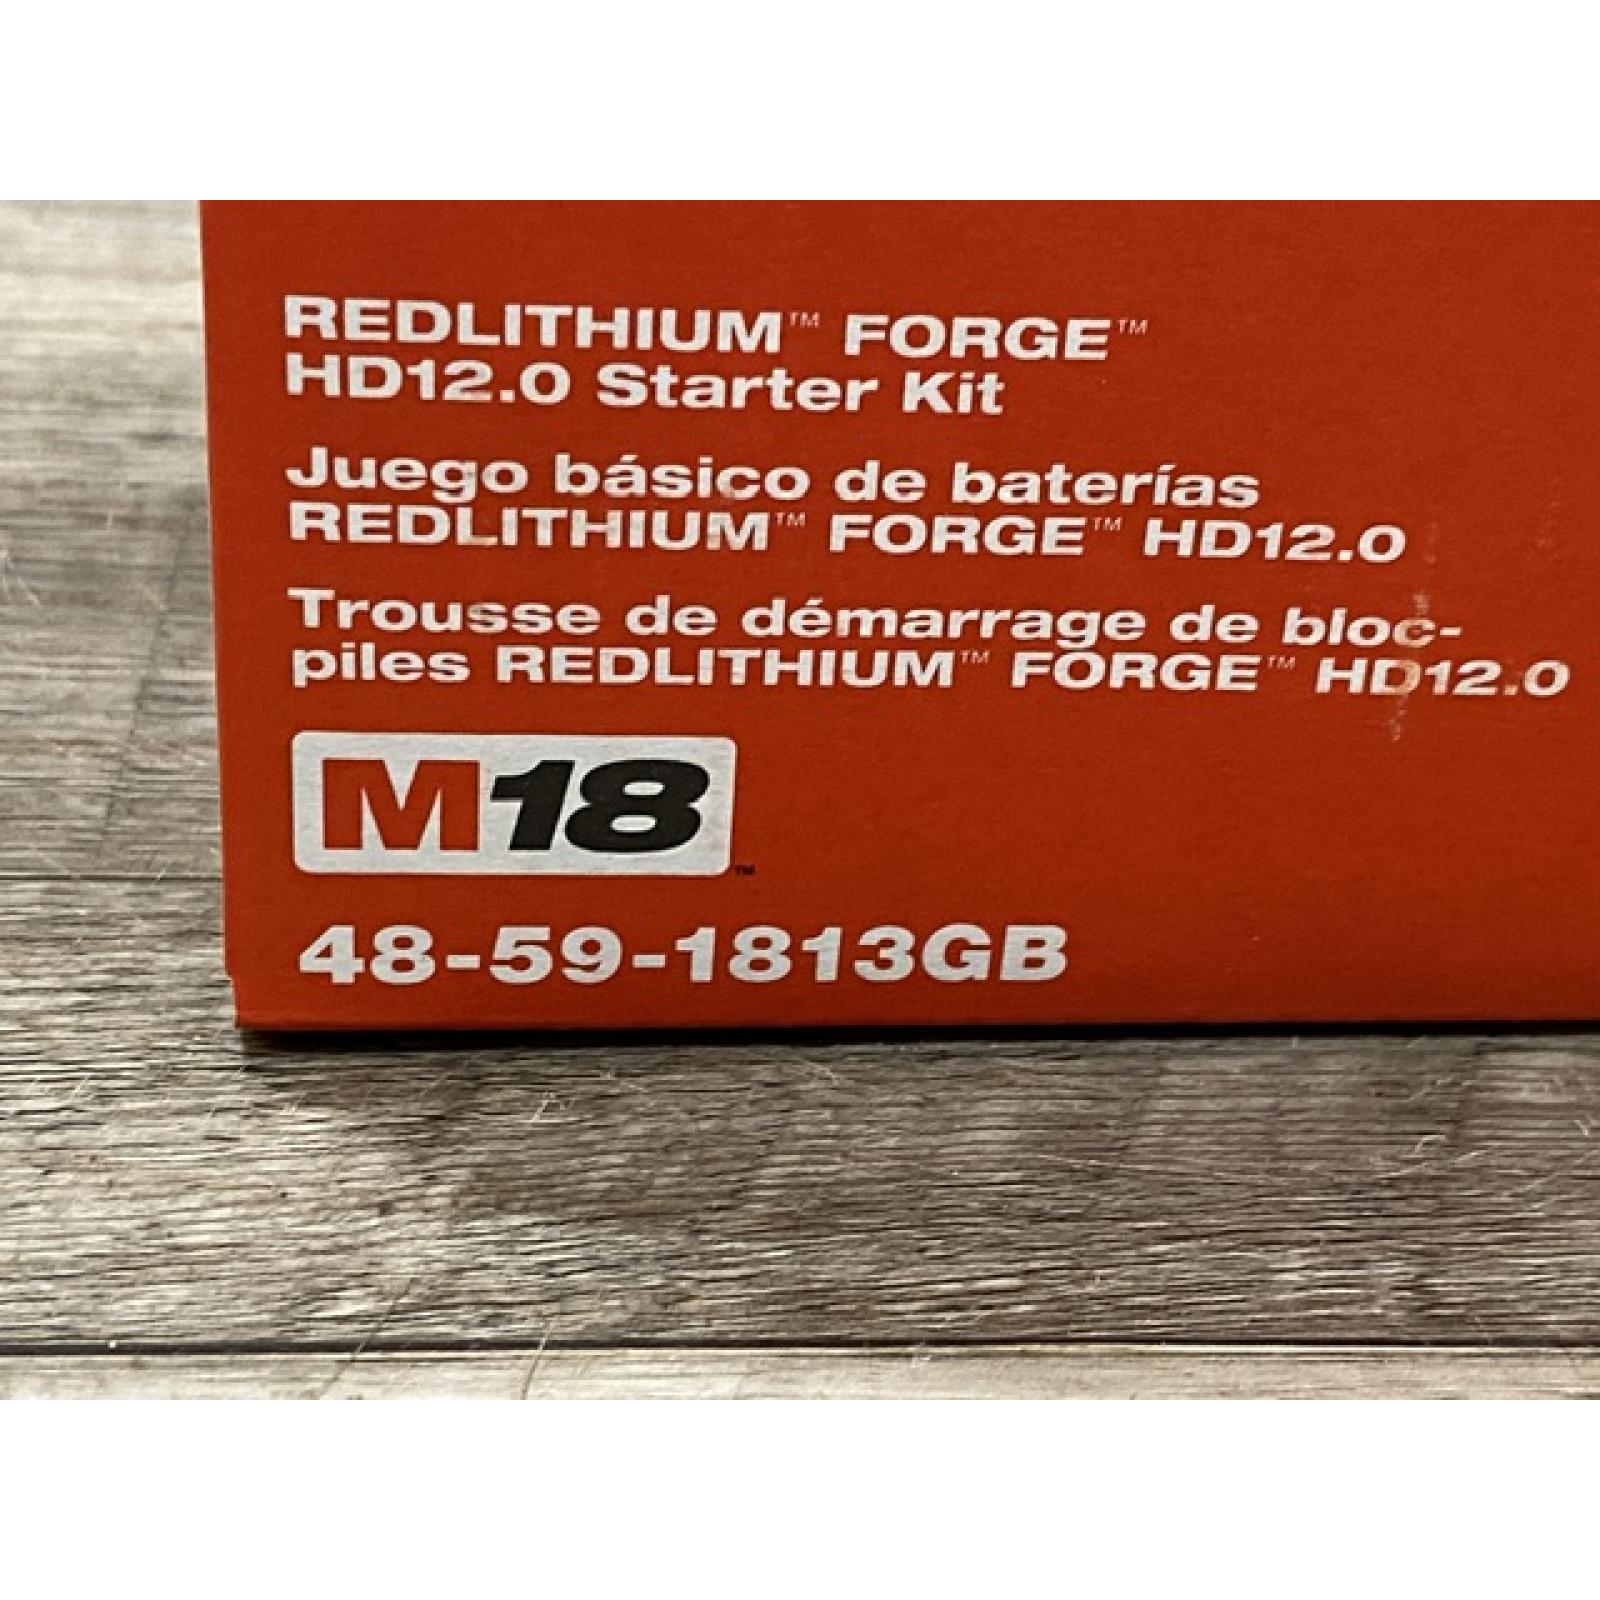 REDLITHIUM™ FORGE™
HD12.0 Starter Kit
Juego básico de baterías
REDLITHIUM™ FORGE™ HD12.0
Trousse de démarrage de bloc-
piles REDLITHIUM™ FORGE™ HD12.0
M18™
48-59-1813GB